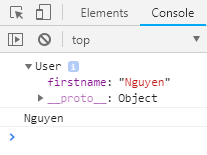 Elements Console
top
User i
firstname: "Nguyen"
__proto__: Object
Nguyen